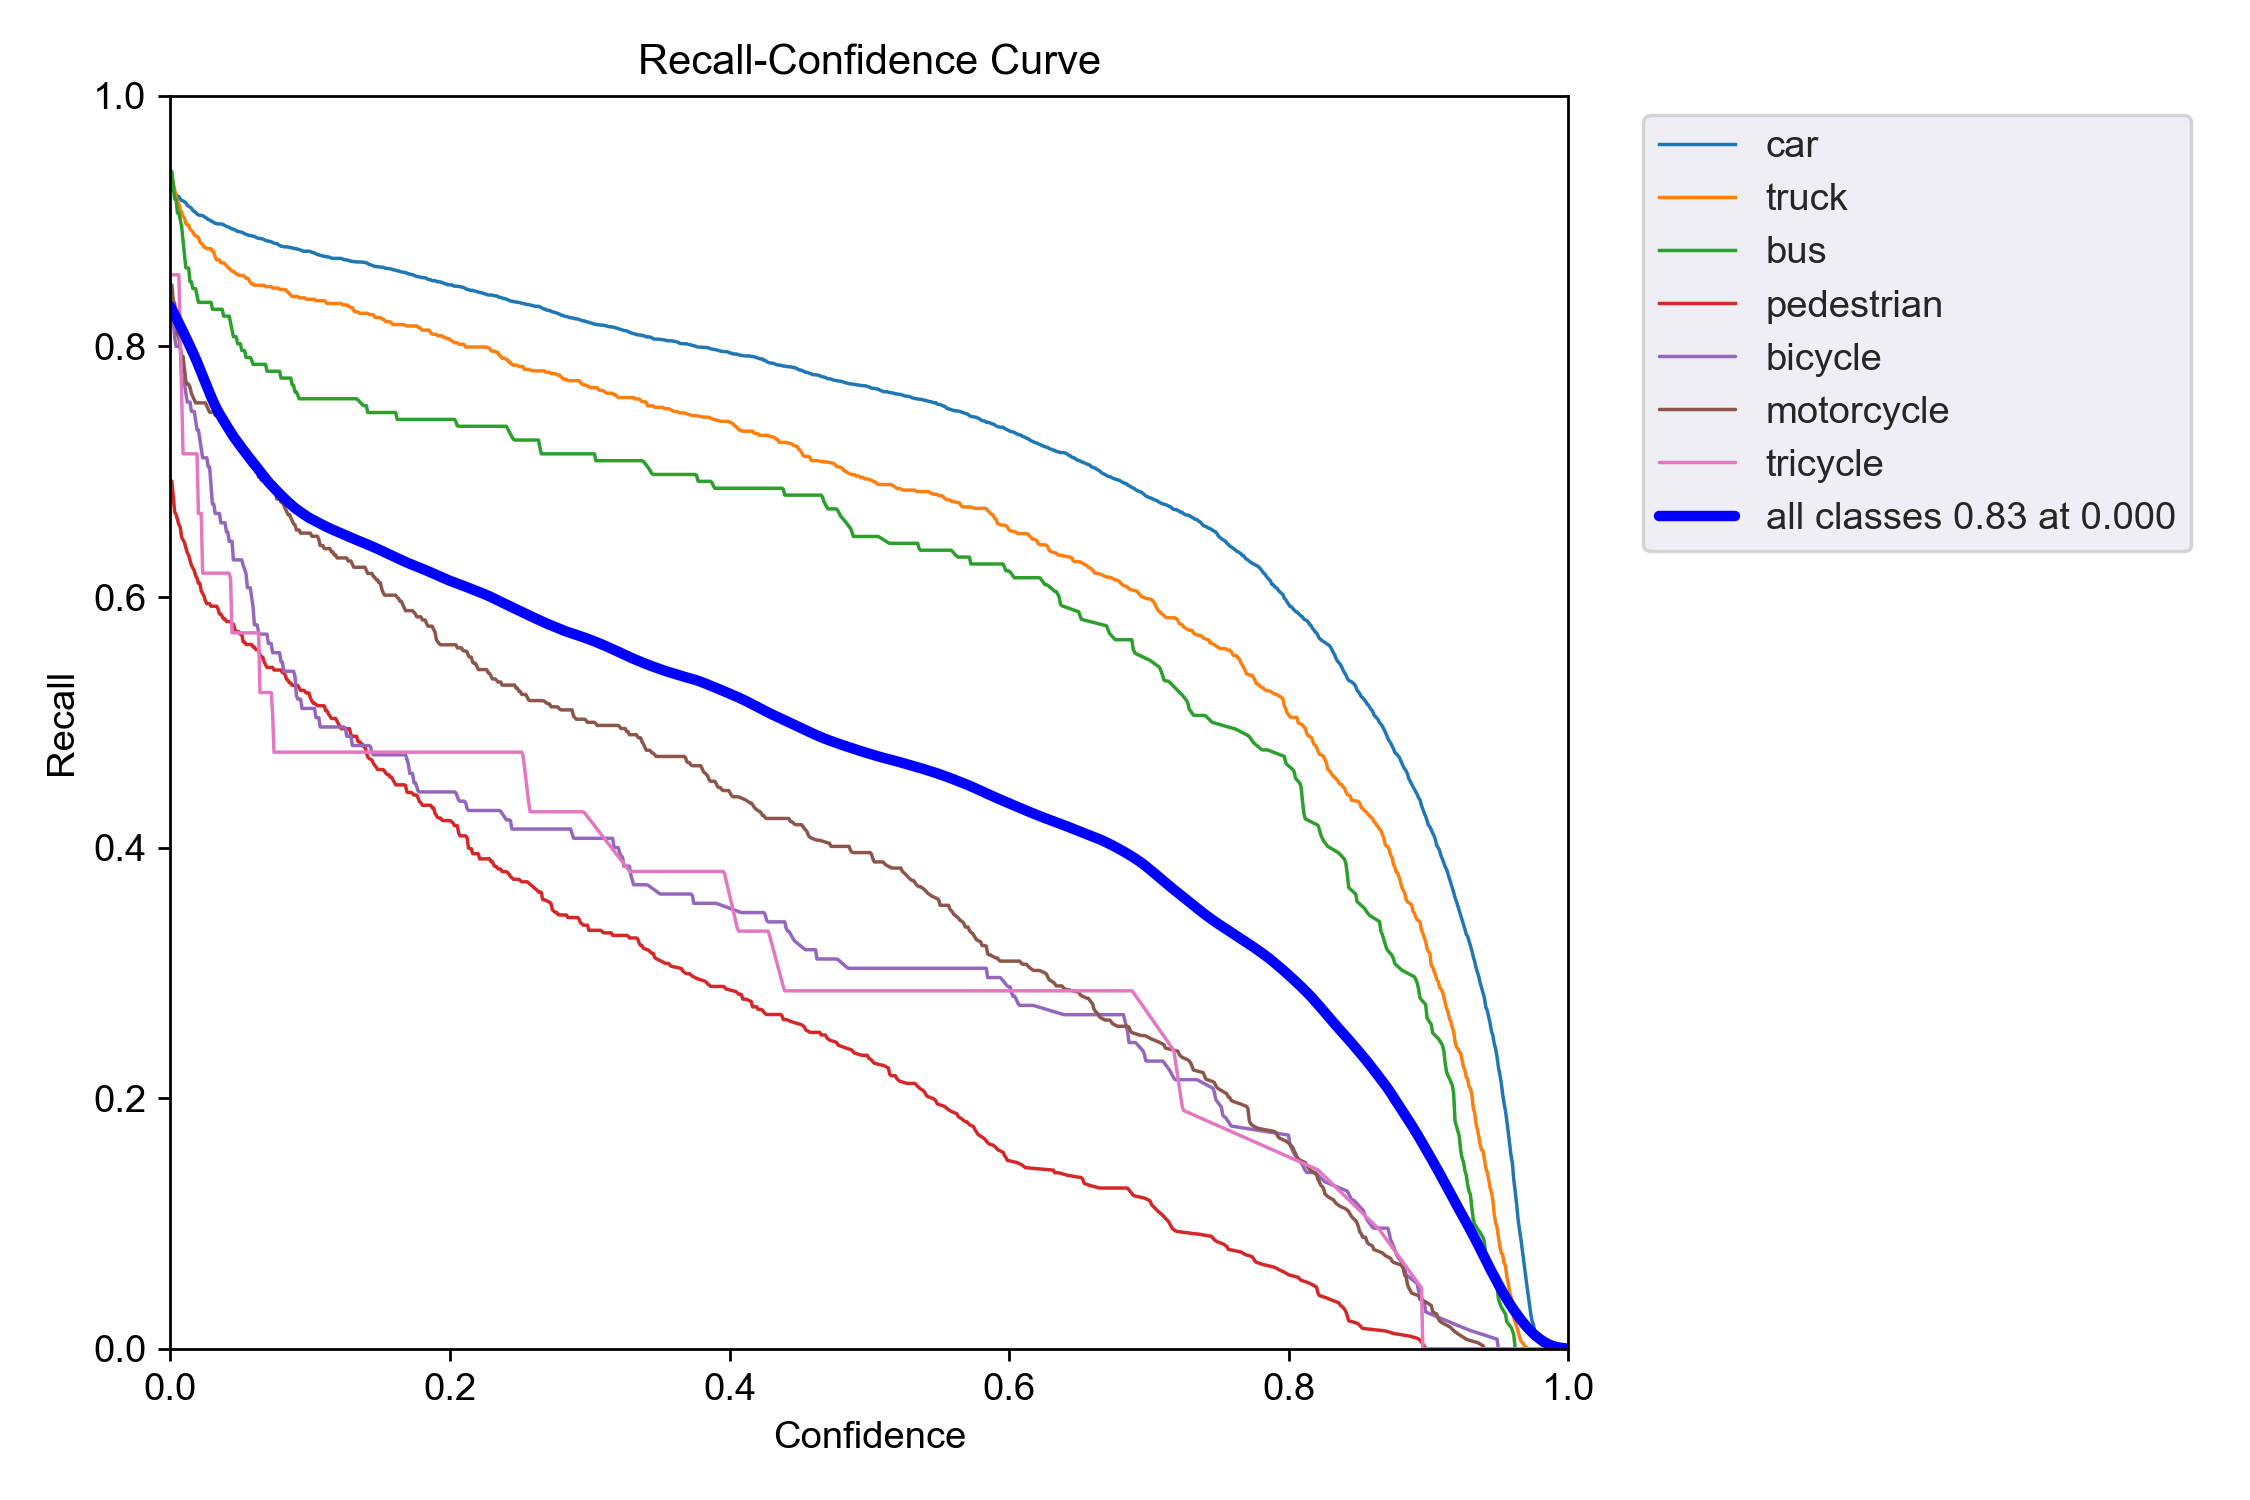 Recall-Confidence Curve
1.0
0.8
0.6
0.4
0.2
0.0
Recall
0.0 0.2 0.4 0.6 0.8 1.0
Confidence
car
truck
bus
pedestrian
bicycle
motorcycle
tricycle
all classes 0.83 at 0.000